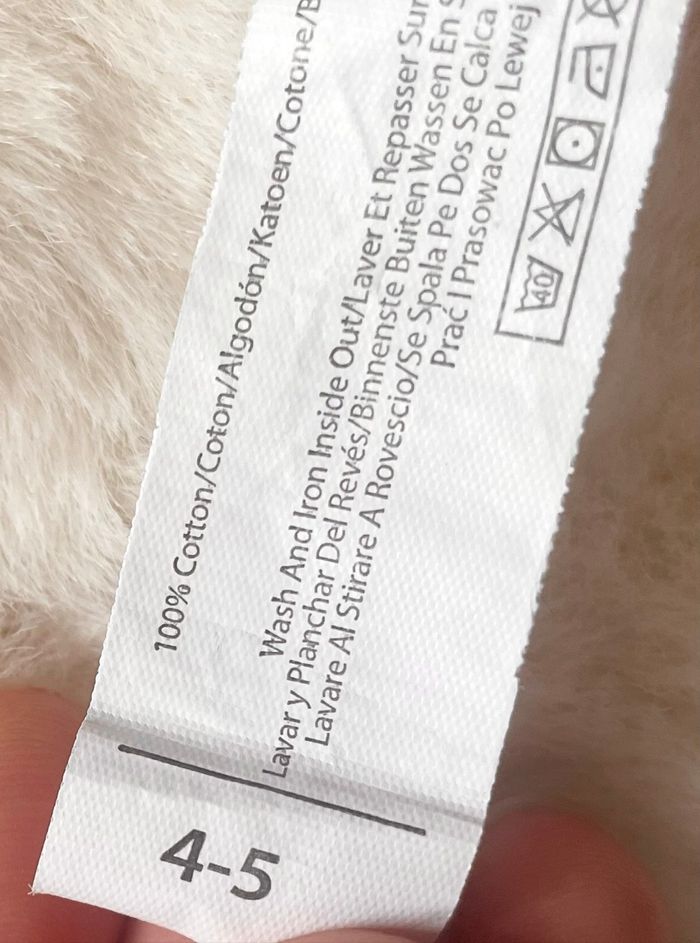 100% Cotton/Coton/Algodón/Katoen/Cotone/B
Wash And Iron Inside Out/Laver Et Repasser Sur
Lavar y Planchar Del Revés/Binnenste Buiten Wassen En S
Lavare Al Stirare A Rovescio/Se Spala Pe Dos Se Calca
Prać I Prasowac Po Lewej
40
4-5